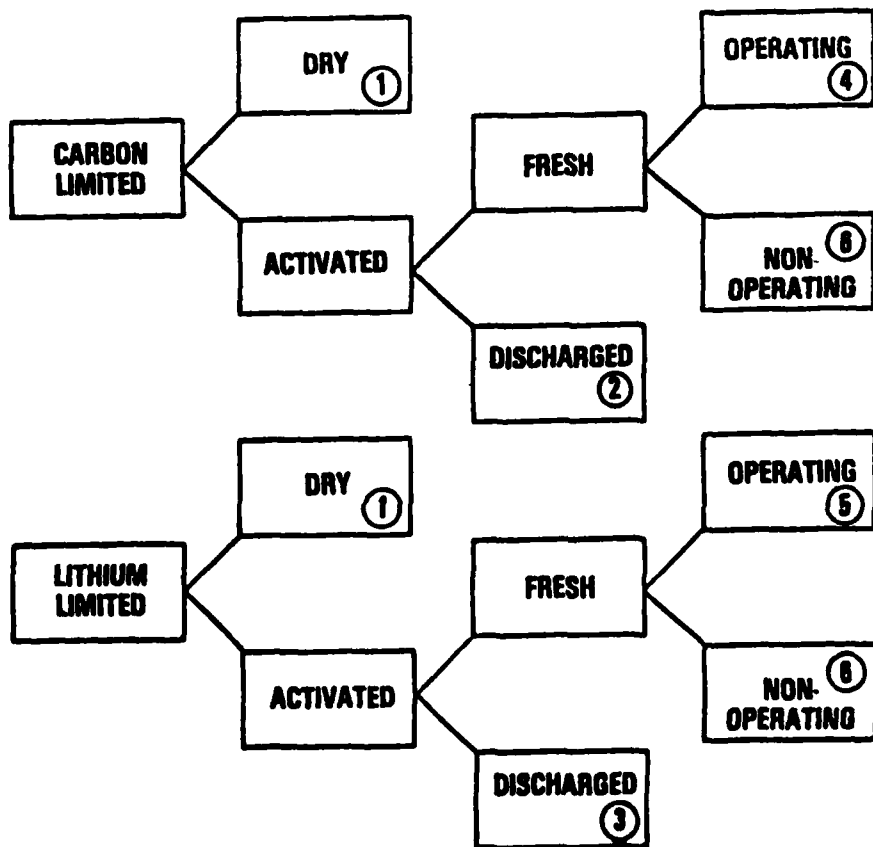 DRY
①
CARBON
LIMITED
ACTIVATED
FRESH
OPERATING
④
⑥
NON-
OPERATING
DISCHARGED
②
DRY
①
LITHIUM
LIMITED
ACTIVATED
FRESH
OPERATING
⑤
⑥
NON-
OPERATING
DISCHARGED
③